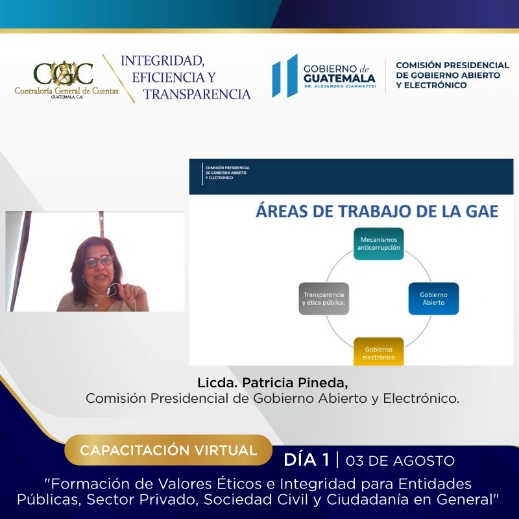 CGC
Contraloría General de Cuentas
GUATEMALA C.A.
INTEGRIDAD,
EFICIENCIA Y
TRANSPARENCIA
GOBIERNO de
GUATEMALA
DR. ALEJANDRO GIAMMATTEI
COMISIÓN PRESIDENCIAL
DE GOBIERNO ABIERTO
Y ELECTRÓNICO
COMISIÓN PRESIDENCIAL
DE GOBIERNO ABIERTO
Y ELECTRÓNICO
ÁREAS DE TRABAJO DE LA GAE
Mecanismos
anticorrupción
Transparencia
y ética pública.
Gobierno
Abierto
Gobierno
electrónico
Licda. Patricia Pineda,
Comisión Presidencial de Gobierno Abierto y Electrónico.
CAPACITACIÓN VIRTUAL
DÍA 1 | 03 DE AGOSTO
"Formación de Valores Éticos e Integridad para Entidades
Públicas, Sector Privado, Sociedad Civil y Ciudadanía en General"